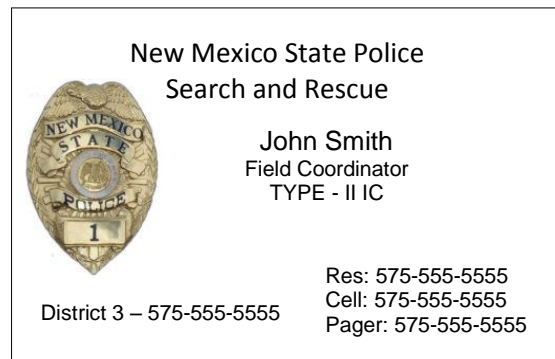 New Mexico State Police
Search and Rescue
NEW MEXICO
STATE
POLICE
1
John Smith
Field Coordinator
TYPE - II IC
District 3 – 575-555-5555
Res: 575-555-5555
Cell: 575-555-5555
Pager: 575-555-5555